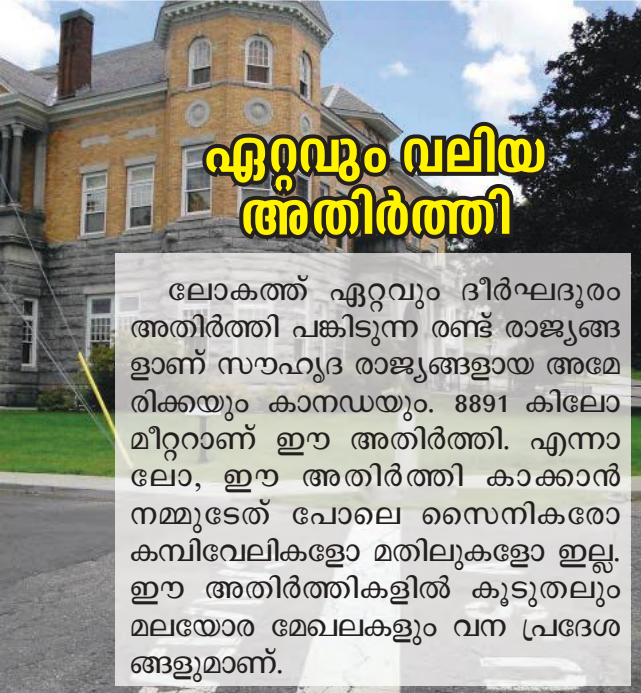 ഏറ്റവും വലിയ
അതിർത്തി
ലോകത്ത് ഏറ്റവും ദീർഘദൂരം
അതിർത്തി പങ്കിടുന്ന രണ്ട് രാജ്യങ്ങ
ളാണ് സൗഹൃദ രാജ്യങ്ങളായ അമേ
രിക്കയും കാനഡയും. 8891 കിലോ
മീറ്ററാണ് ഈ അതിർത്തി. എന്നാ
ലോ, ഈ അതിർത്തി കാക്കാൻ
നമ്മുടേത് പോലെ സൈനികരോ
കമ്പിവേലികളോ മതിലുകളോ ഇല്ല.
ഈ അതിർത്തികളിൽ കൂടുതലും
മലയോര മേഖലകളും വന പ്രദേശ
ങ്ങളുമാണ്.